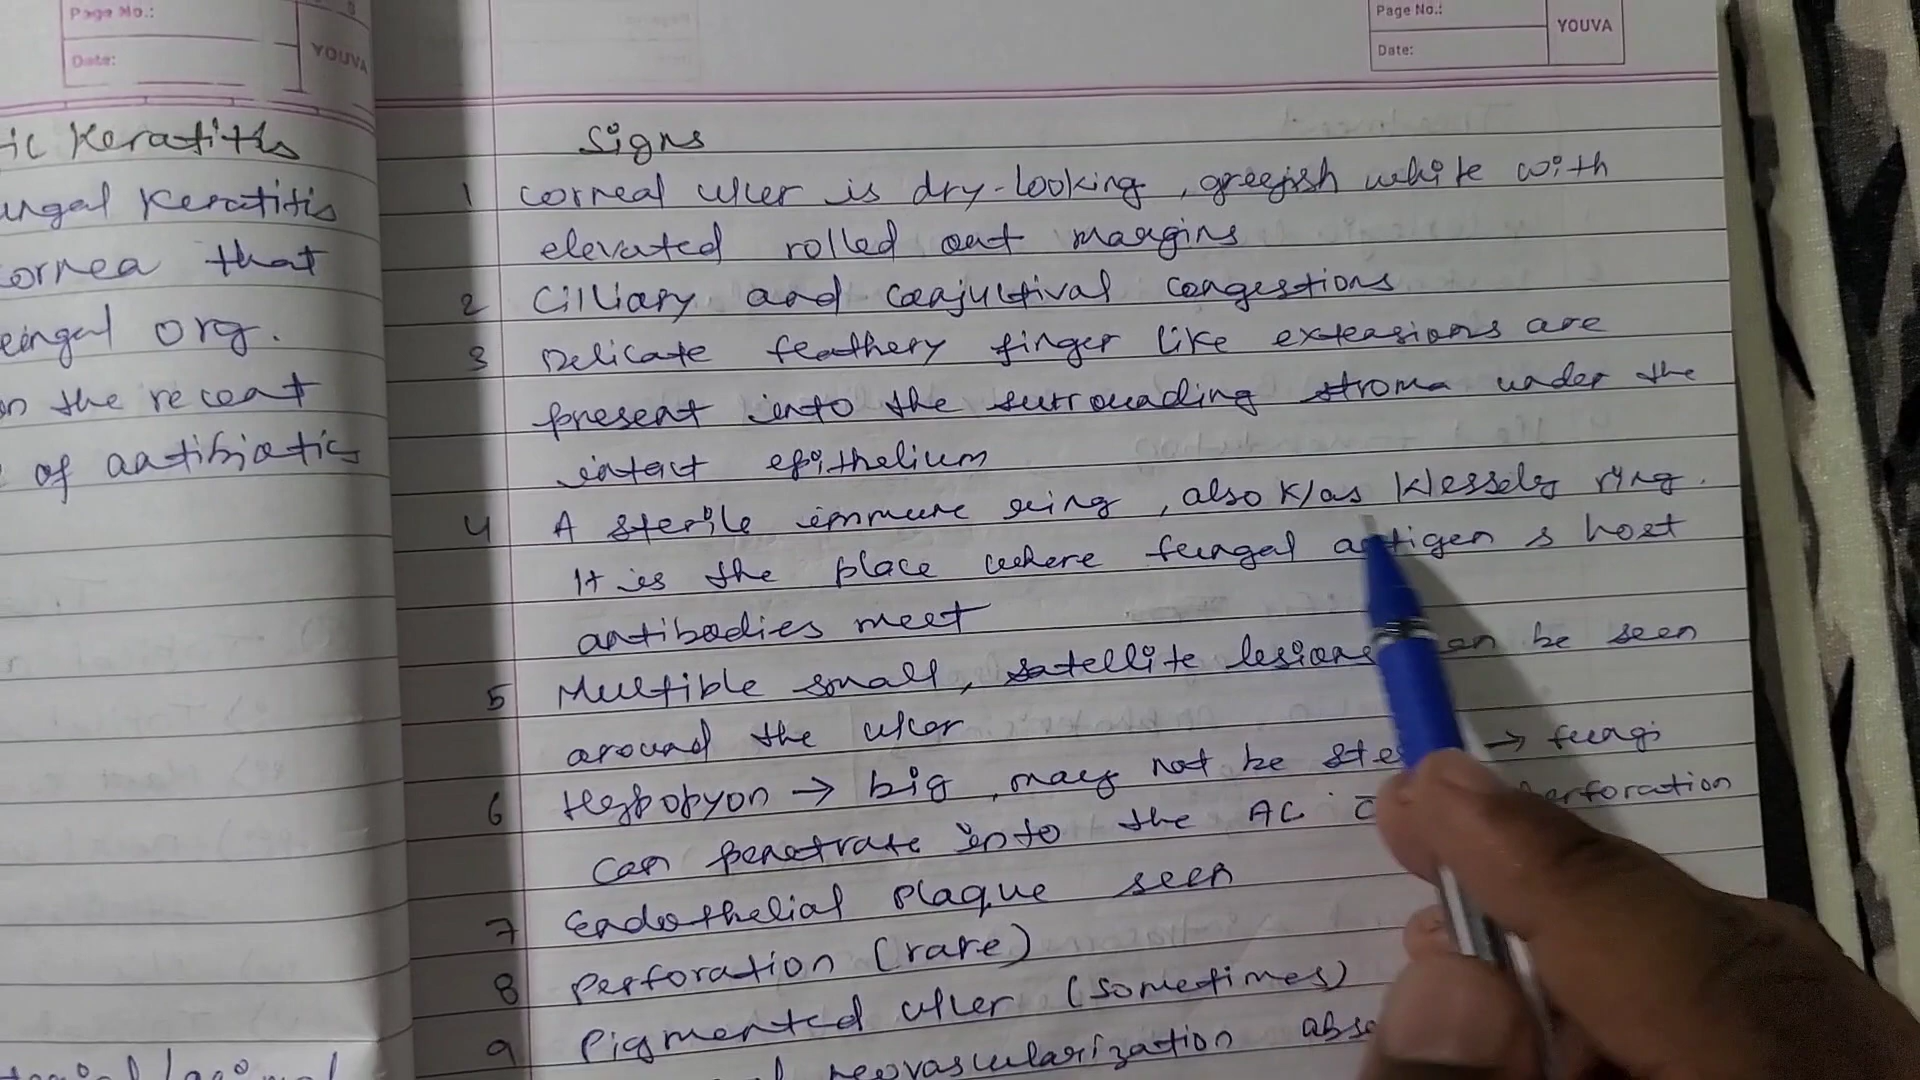 Page No.:
Date:
YOUVA
ic Keratitis
ungal Keratitis
cornea that
org.
on the recent
of antibiotics
Page No.:
Date:
YOUVA
Signs
1 corneal ulcer is dry-looking, greyish white with
elevated rolled out margins
2 Cilliary and conjuctival congestions
3 Delicate feathery finger like extensions are
present into the surrounding stroma under the
intact epithelium
4 A sterile immune ring, also K/as Wessely ring.
It is the place where fungal antigen & host
antibodies meet
5 Multiple small, satellite lesions can be seen
around the ulcer
6 Hypopyon → big, may not be → fungi
can penetrate into the AC perforation
7 Endothelial plaque seen
8 Perforation (rare)
9 Pigmented ulcer (sometimes)
neovascularization